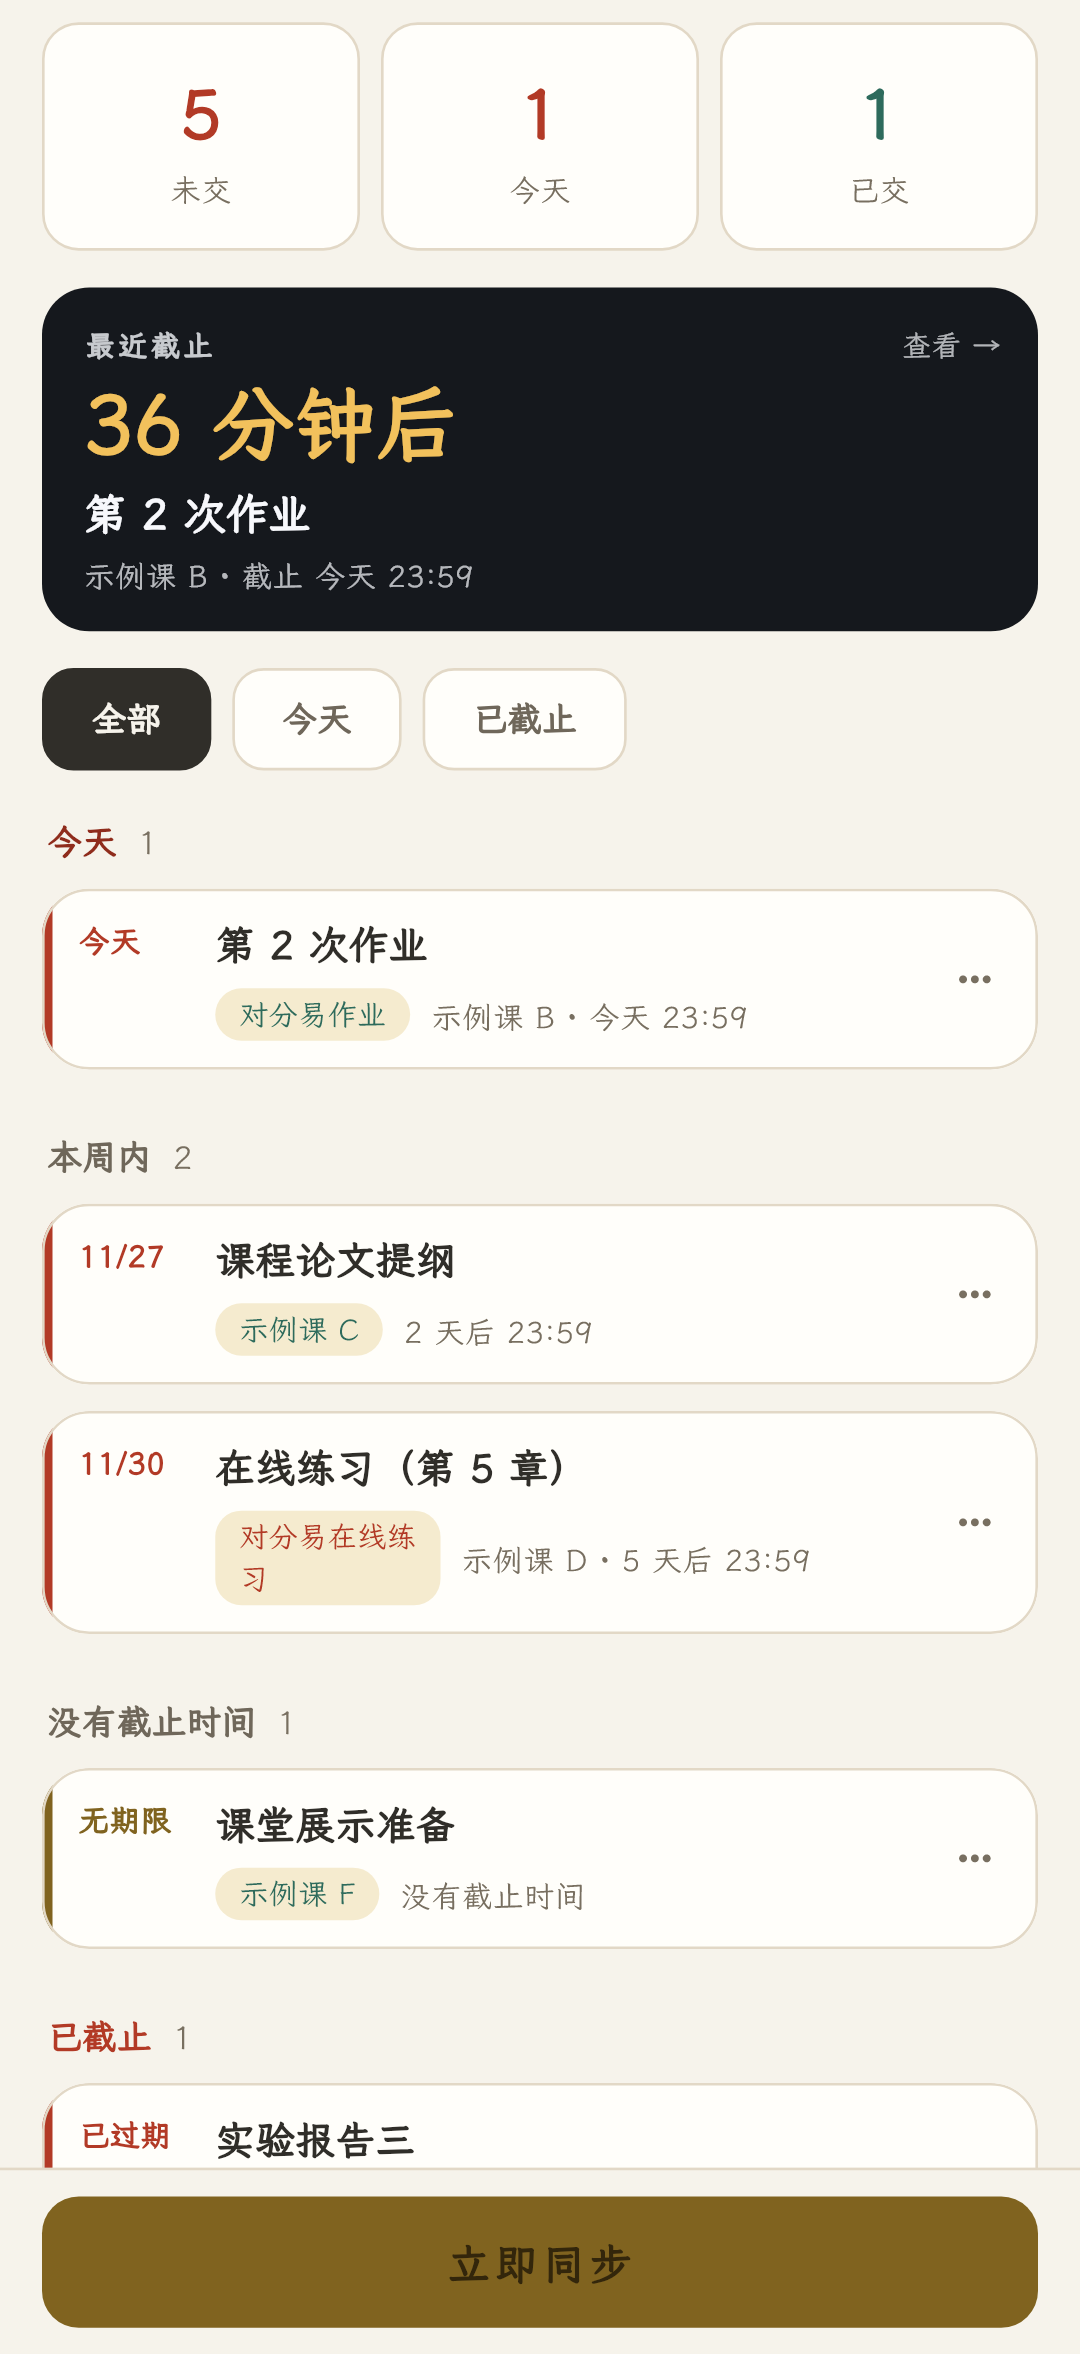 5
未交
1
今天
1
已交
最近截止
查看 →
36 分钟后
第 2 次作业
示例课 B · 截止 今天 23:59
全部
今天
已截止
今天 1
今天
第 2 次作业
对分易作业
示例课 B · 今天 23:59
本周内 2
11/27
课程论文提纲
示例课 C
2 天后 23:59
11/30
在线练习（第 5 章）
对分易在线练
习
示例课 D · 5 天后 23:59
没有截止时间 1
无期限
课堂展示准备
示例课 F
没有截止时间
已截止 1
已过期
实验报告三
立即同步